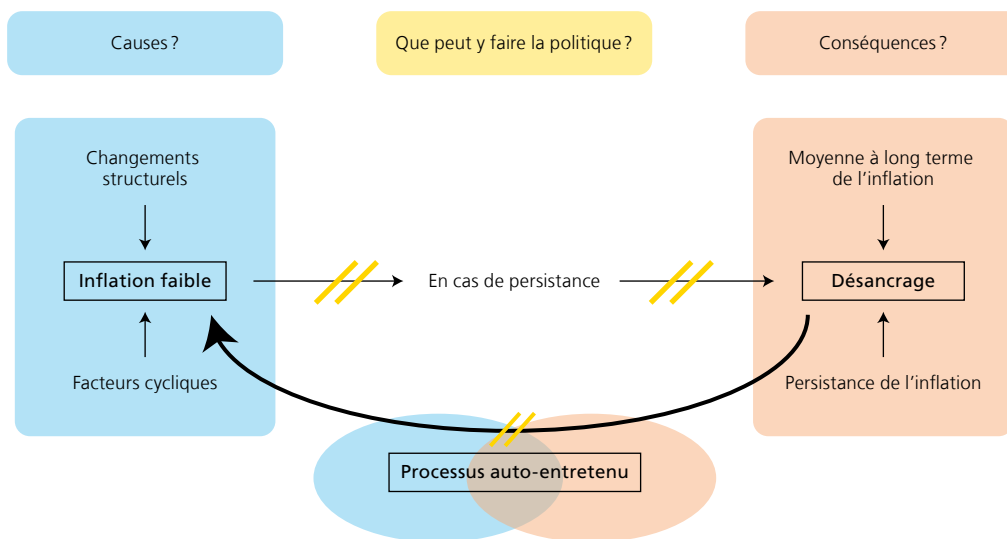 Causes ?
Que peut y faire la politique ?
Conséquences ?
Changements
structurels
Inflation faible
Facteurs cycliques
En cas de persistance
Moyenne à long terme
de l’inflation
Désancrage
Persistance de l’inflation
Processus auto-entretenu